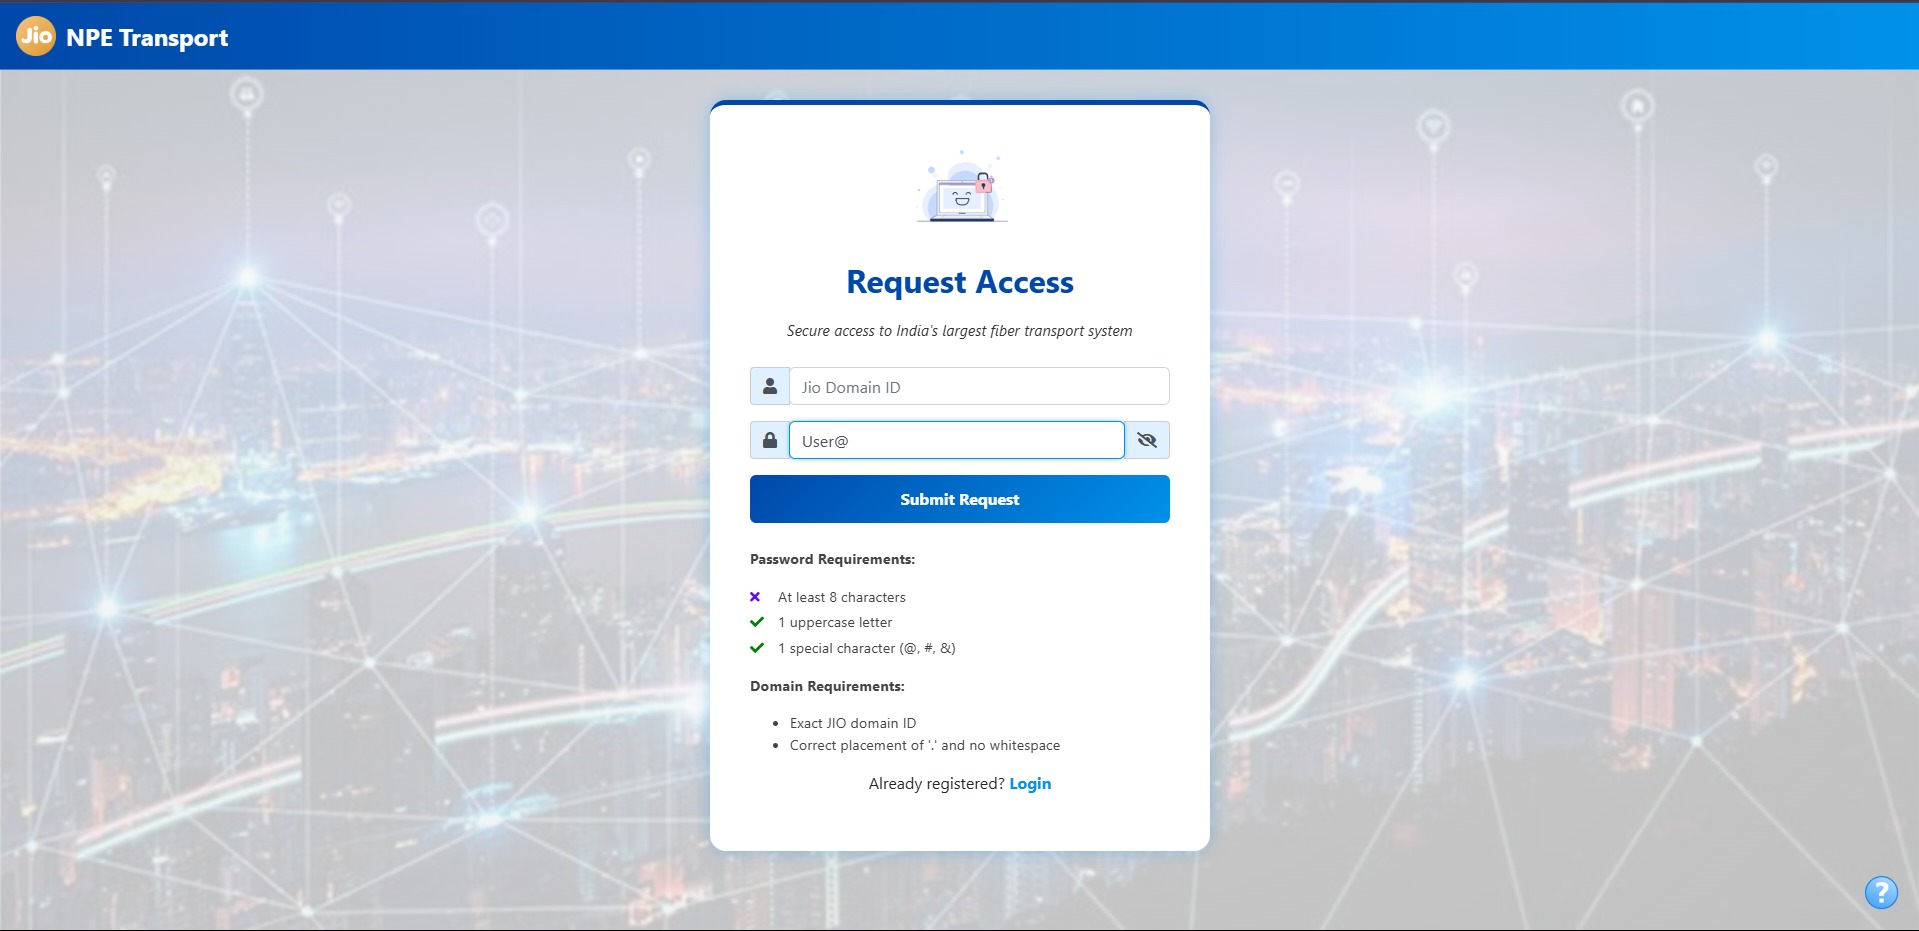 Jio NPE Transport
Request Access
Secure access to India's largest fiber transport system
Jio Domain ID
User@
Submit Request
Password Requirements:
At least 8 characters
1 uppercase letter
1 special character (@, #, &)
Domain Requirements:
Exact JIO domain ID
Correct placement of '.' and no whitespace
Already registered? Login
?